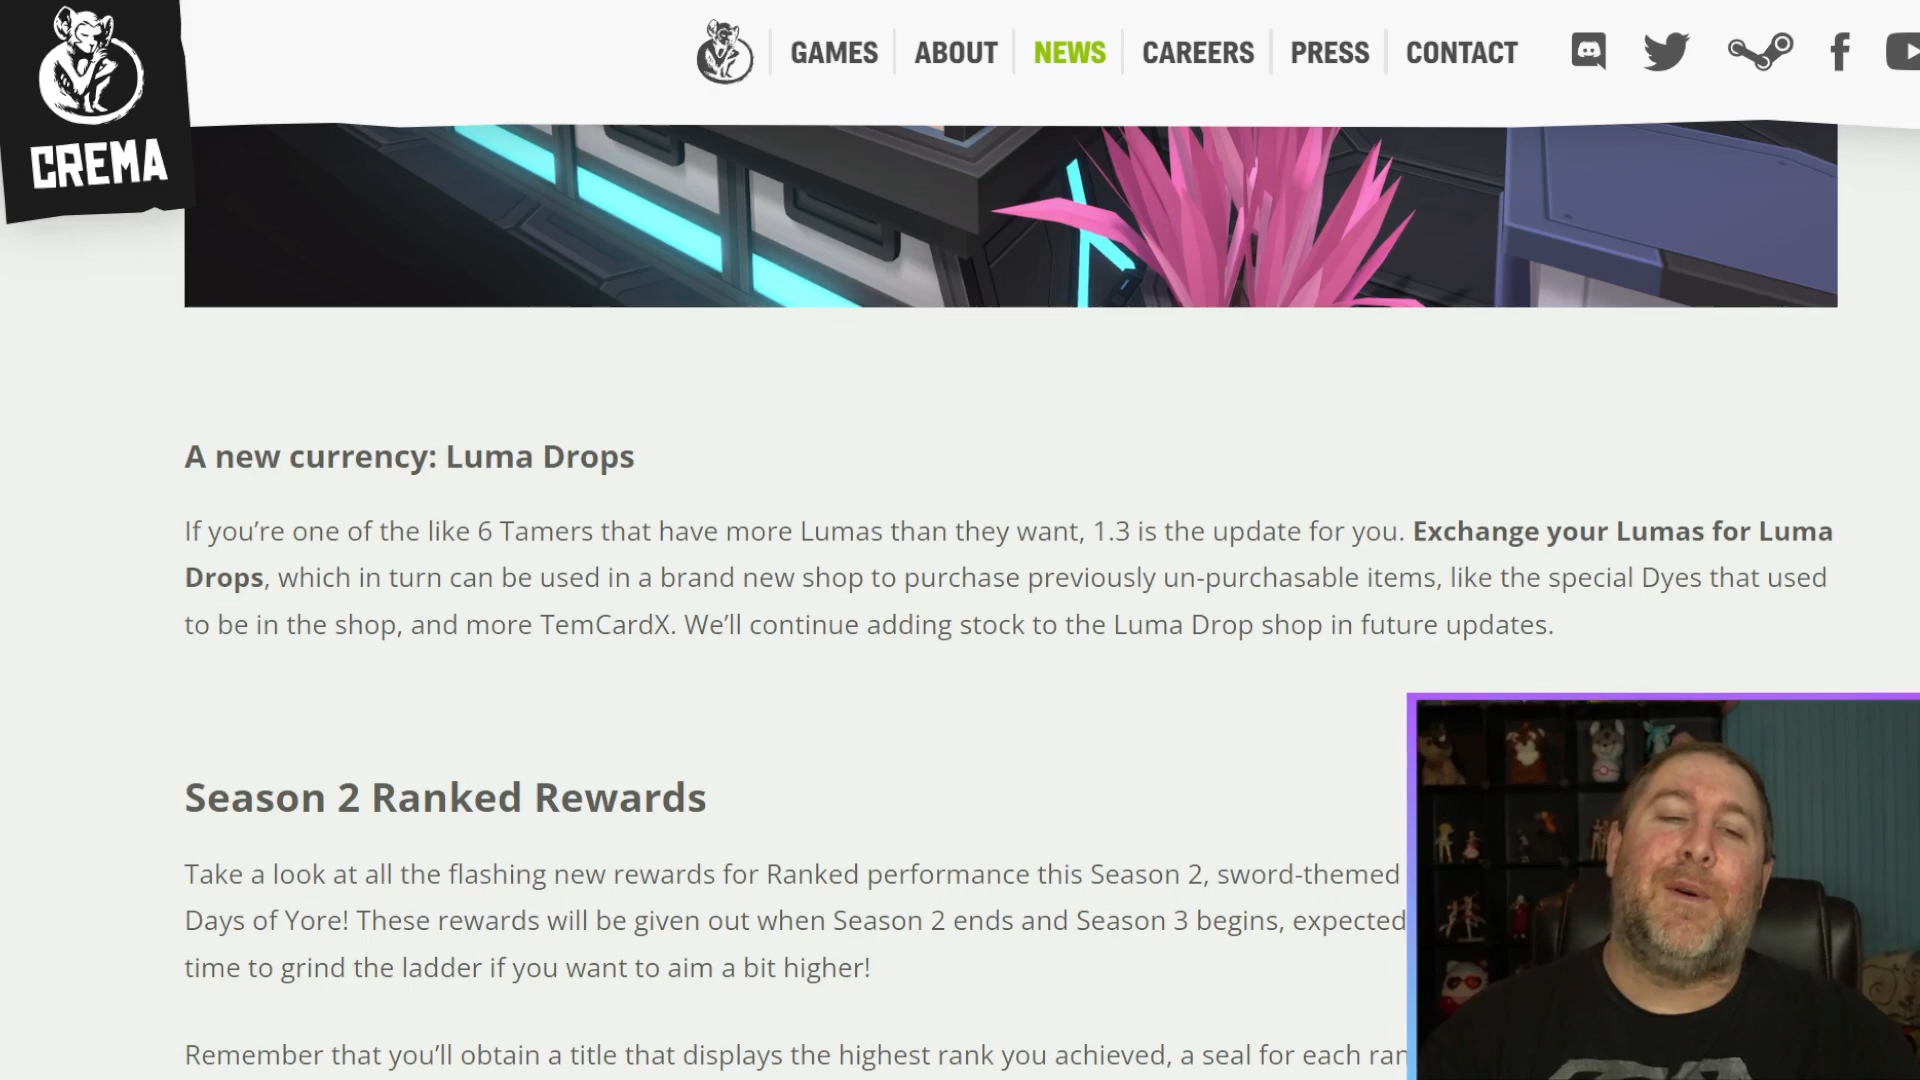 CREMA
GAMES ABOUT NEWS CAREERS PRESS CONTACT
A new currency: Luma Drops
If you’re one of the like 6 Tamers that have more Lumas than they want, 1.3 is the update for you. Exchange your Lumas for Luma
Drops, which in turn can be used in a brand new shop to purchase previously un-purchasable items, like the special Dyes that used
to be in the shop, and more TemCardX. We’ll continue adding stock to the Luma Drop shop in future updates.
Season 2 Ranked Rewards
Take a look at all the flashing new rewards for Ranked performance this Season 2, sword-themed
Days of Yore! These rewards will be given out when Season 2 ends and Season 3 begins, expected
time to grind the ladder if you want to aim a bit higher!
Remember that you’ll obtain a title that displays the highest rank you achieved, a seal for each